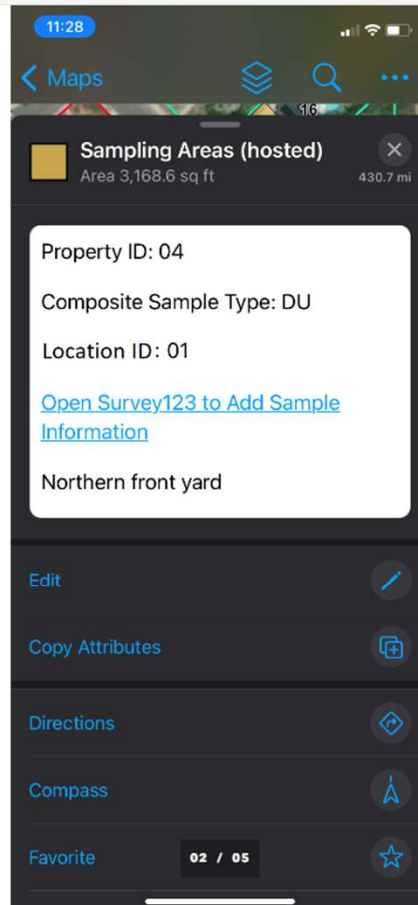 11:28
Maps
16
Sampling Areas (hosted)
Area 3,168.6 sq ft
430.7 mi
Property ID: 04
Composite Sample Type: DU
Location ID: 01
Open Survey123 to Add Sample
Information
Northern front yard
Edit
Copy Attributes
Directions
Compass
Favorite
02 / 05